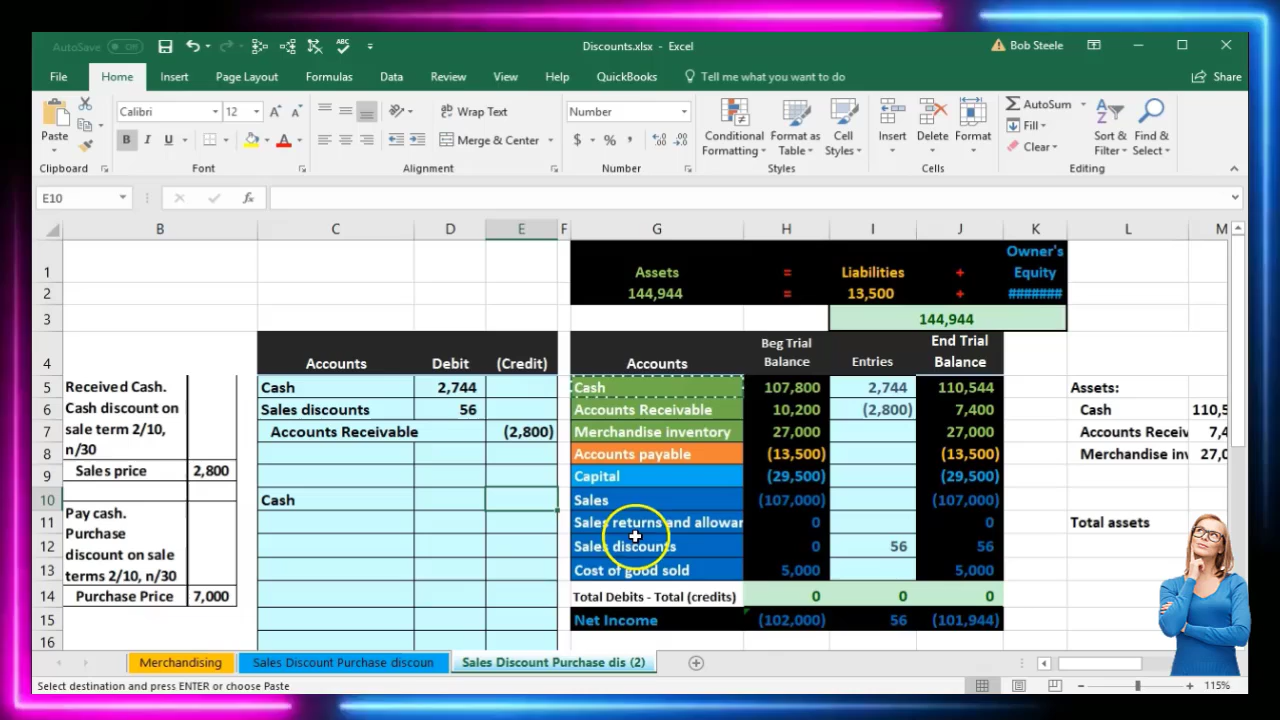 AutoSave Off
Discounts.xlsx - Excel
Bob Steele
File Home Insert Page Layout Formulas Data Review View Help QuickBooks Tell me what you want to do Share
Calibri 12 Wrap Text Number AutoSum
Paste Merge & Center Conditional Formatting Format as Table Cell Styles Insert Delete Format Fill Clear Sort & Filter Find & Select
Clipboard Font Alignment Number Styles Cells Editing
E10 fx
B C D E F G H I J K L M
1 Owner's
Assets = Liabilities + Equity
2 144,944 = 13,500 + #######
3 144,944
4 Accounts Debit (Credit) Accounts Beg Trial Balance Entries End Trial Balance
5 Received Cash. Cash 2,744 Cash 107,800 2,744 110,544 Assets:
6 Cash discount on Sales discounts 56 Accounts Receivable 10,200 (2,800) 7,400 Cash 110,5
7 sale term 2/10, Accounts Receivable (2,800) Merchandise inventory 27,000 27,000 Accounts Receiv 7,4
8 n/30 Accounts payable (13,500) (13,500) Merchandise inv 27,0
9 Sales price 2,800 Capital (29,500) (29,500)
10 Cash Sales (107,000) (107,000)
11 Pay cash. Sales returns and allowar 0 0 Total assets
Purchase
12 discount on sale Sales discounts 0 56 56
13 terms 2/10, n/30 Cost of good sold 5,000 5,000
14 Purchase Price 7,000 Total Debits - Total (credits) 0 0 0
15 Net Income (102,000) 56 (101,944)
16
Merchandising Sales Discount Purchase discoun Sales Discount Purchase dis (2)
Select destination and press ENTER or choose Paste 115%